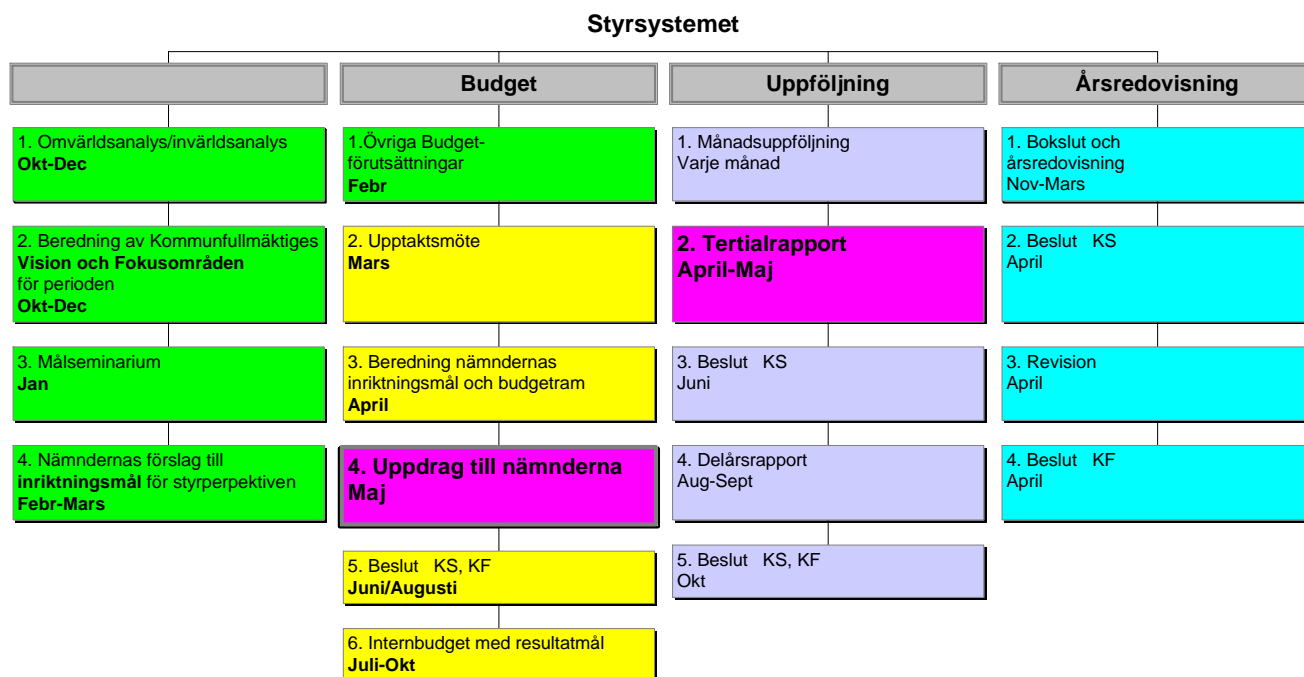 Styrsystemet
Budget
Uppföljning
Årsredovisning
1. Omvärldsanalys/invärldsanalys
Okt-Dec
2. Beredning av Kommunfullmäktiges
Vision och Fokusområden
för perioden
Okt-Dec
3. Målseminarium
Jan
4. Nämndernas förslag till
inriktningsmål för styrperpektiven
Febr-Mars
1.Övriga Budget-
förutsättningar
Febr
2. Upptaktsmöte
Mars
3. Beredning nämndernas
inriktningsmål och budgetram
April
4. Uppdrag till nämnderna
Maj
5. Beslut KS, KF
Juni/Augusti
6. Internbudget med resultatmål
Juli-Okt
1. Månadsuppföljning
Varje månad
2. Tertialrapport
April-Maj
3. Beslut KS
Juni
4. Delårsrapport
Aug-Sept
5. Beslut KS, KF
Okt
1. Bokslut och
årsredovisning
Nov-Mars
2. Beslut KS
April
3. Revision
April
4. Beslut KF
April